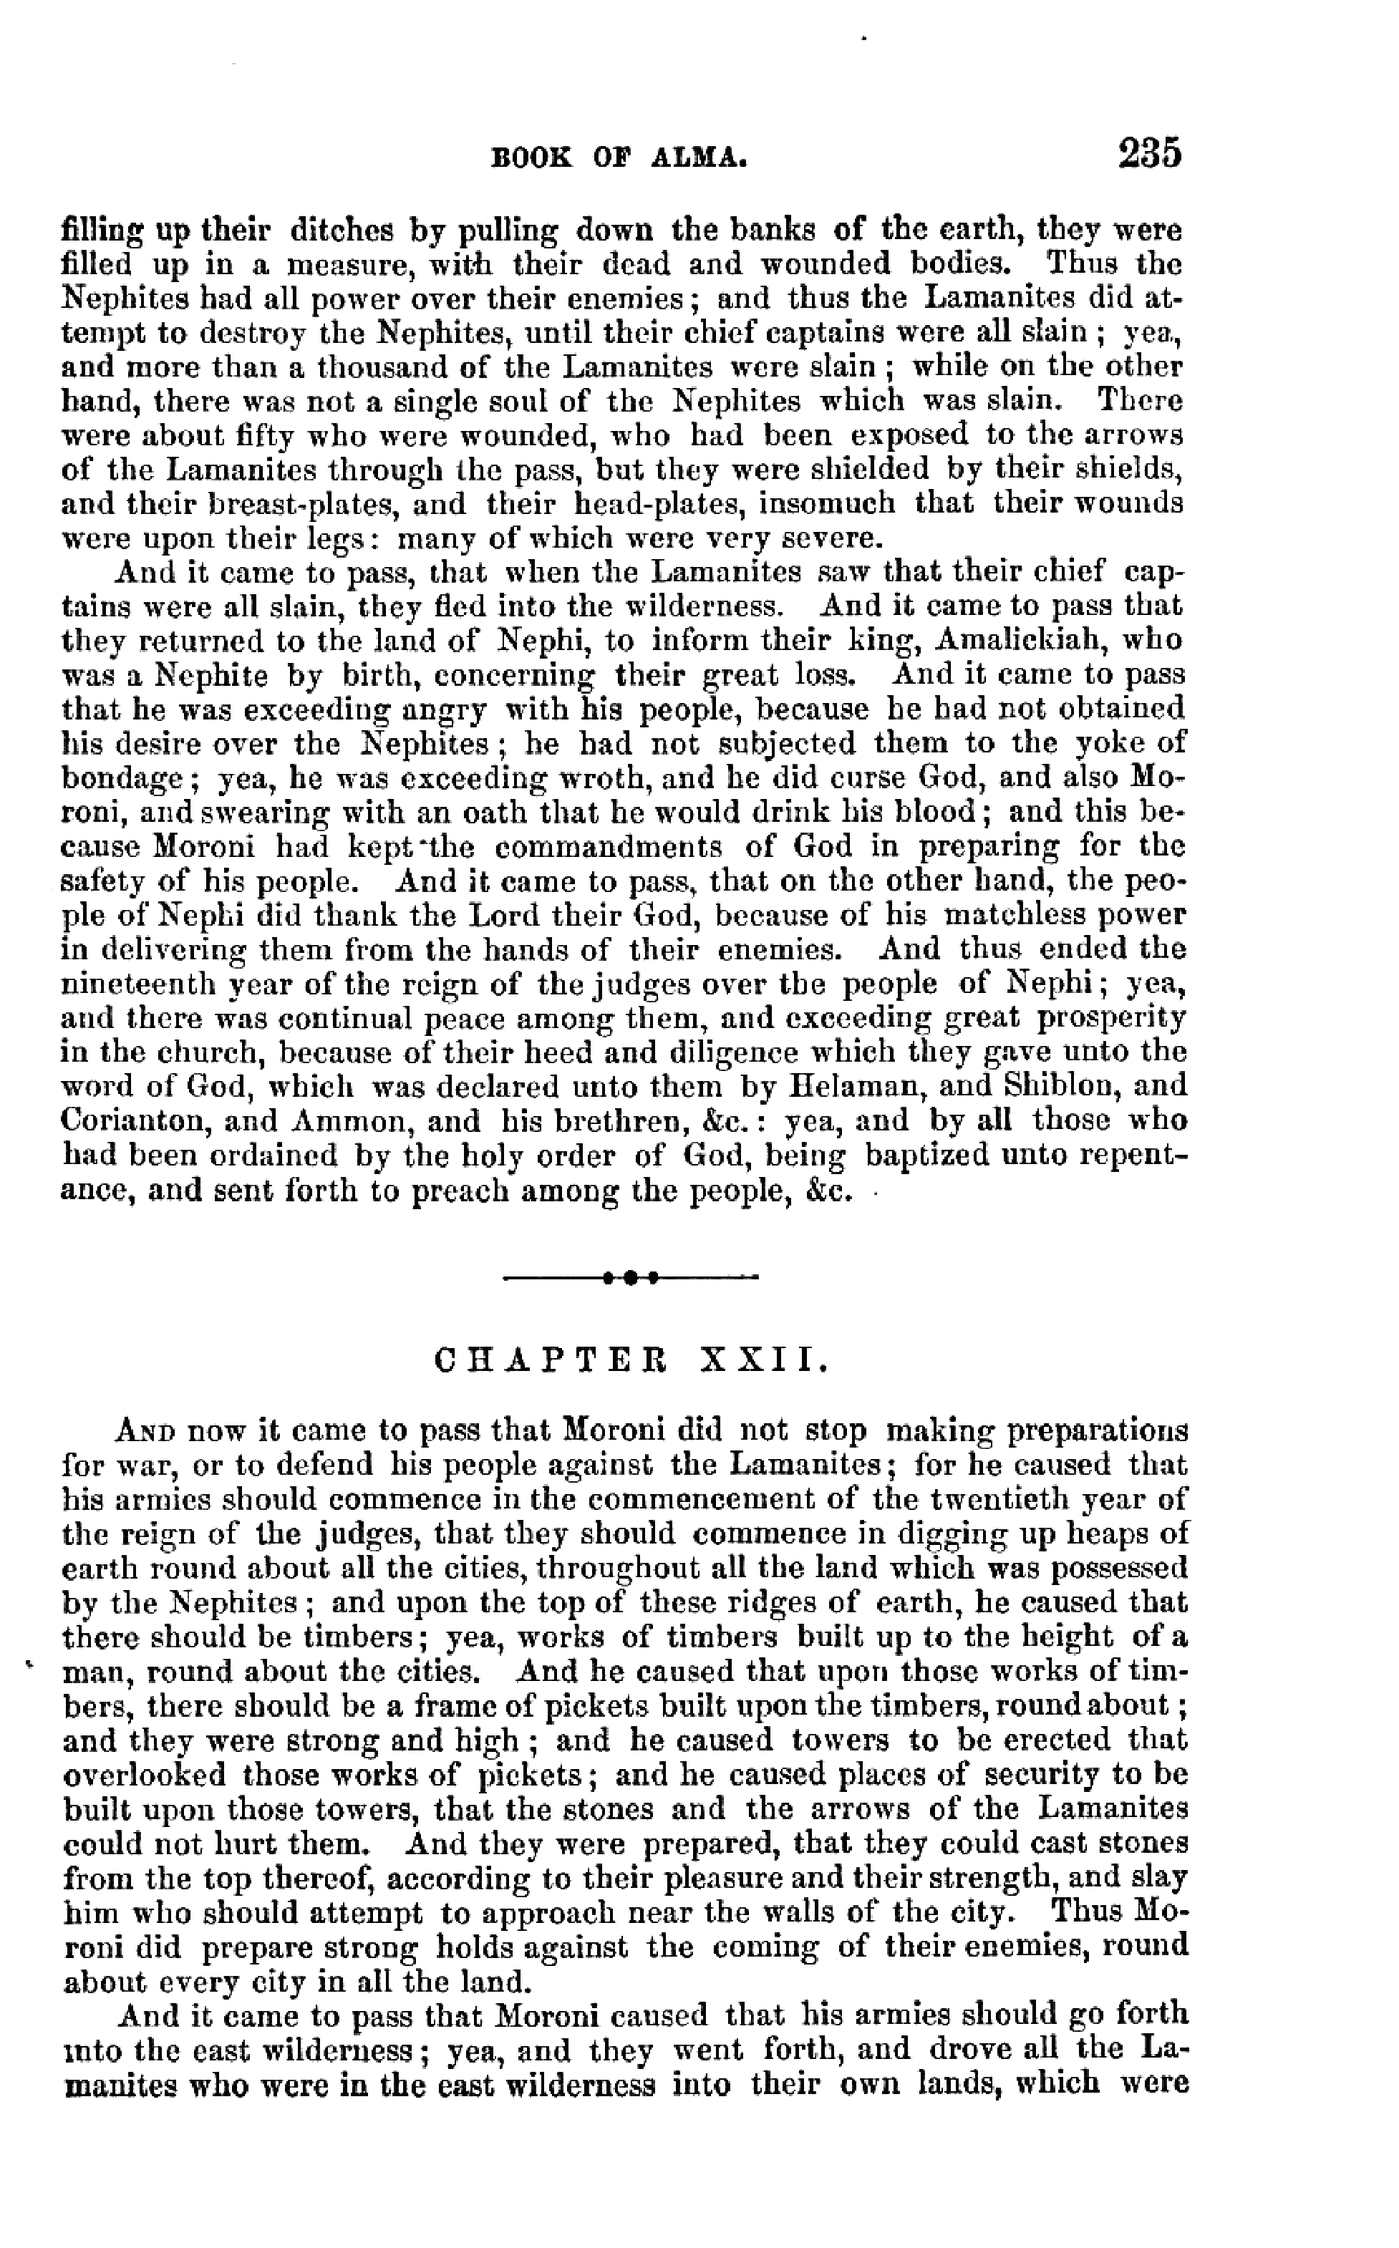 BOOK OF ALMA. 235
filling up their ditches by pulling down the banks of the earth, they were
filled up in a measure, with their dead and wounded bodies. Thus the
Nephites had all power over their enemies; and thus the Lamanites did at-
tempt to destroy the Nephites, until their chief captains were all slain; yea,
and more than a thousand of the Lamanites were slain; while on the other
hand, there was not a single soul of the Nephites which was slain. There
were about fifty who were wounded, who had been exposed to the arrows
of the Lamanites through the pass, but they were shielded by their shields,
and their breast-plates, and their head-plates, insomuch that their wounds
were upon their legs: many of which were very severe.
And it came to pass, that when the Lamanites saw that their chief cap-
tains were all slain, they fled into the wilderness. And it came to pass that
they returned to the land of Nephi, to inform their king, Amalickiah, who
was a Nephite by birth, concerning their great loss. And it came to pass
that he was exceeding angry with his people, because he had not obtained
his desire over the Nephites; he had not subjected them to the yoke of
bondage; yea, he was exceeding wroth, and he did curse God, and also Mo-
roni, and swearing with an oath that he would drink his blood; and this be-
cause Moroni had kept the commandments of God in preparing for the
safety of his people. And it came to pass, that on the other hand, the peo-
ple of Nephi did thank the Lord their God, because of his matchless power
in delivering them from the hands of their enemies. And thus ended the
nineteenth year of the reign of the judges over the people of Nephi; yea,
and there was continual peace among them, and exceeding great prosperity
in the church, because of their heed and diligence which they gave unto the
word of God, which was declared unto them by Helaman, and Shiblon, and
Corianton, and Ammon, and his brethren, &c.: yea, and by all those who
had been ordained by the holy order of God, being baptized unto repent-
ance, and sent forth to preach among the people, &c.
CHAPTER XXII.
AND now it came to pass that Moroni did not stop making preparations
for war, or to defend his people against the Lamanites; for he caused that
his armies should commence in the commencement of the twentieth year of
the reign of the judges, that they should commence in digging up heaps of
earth round about all the cities, throughout all the land which was possessed
by the Nephites; and upon the top of these ridges of earth, he caused that
there should be timbers; yea, works of timbers built up to the height of a
man, round about the cities. And he caused that upon those works of tim-
bers, there should be a frame of pickets built upon the timbers, round about;
and they were strong and high; and he caused towers to be erected that
overlooked those works of pickets; and he caused places of security to be
built upon those towers, that the stones and the arrows of the Lamanites
could not hurt them. And they were prepared, that they could cast stones
from the top thereof, according to their pleasure and their strength, and slay
him who should attempt to approach near the walls of the city. Thus Mo-
roni did prepare strong holds against the coming of their enemies, round
about every city in all the land.
And it came to pass that Moroni caused that his armies should go forth
into the east wilderness; yea, and they went forth, and drove all the La-
manites who were in the east wilderness into their own lands, which were